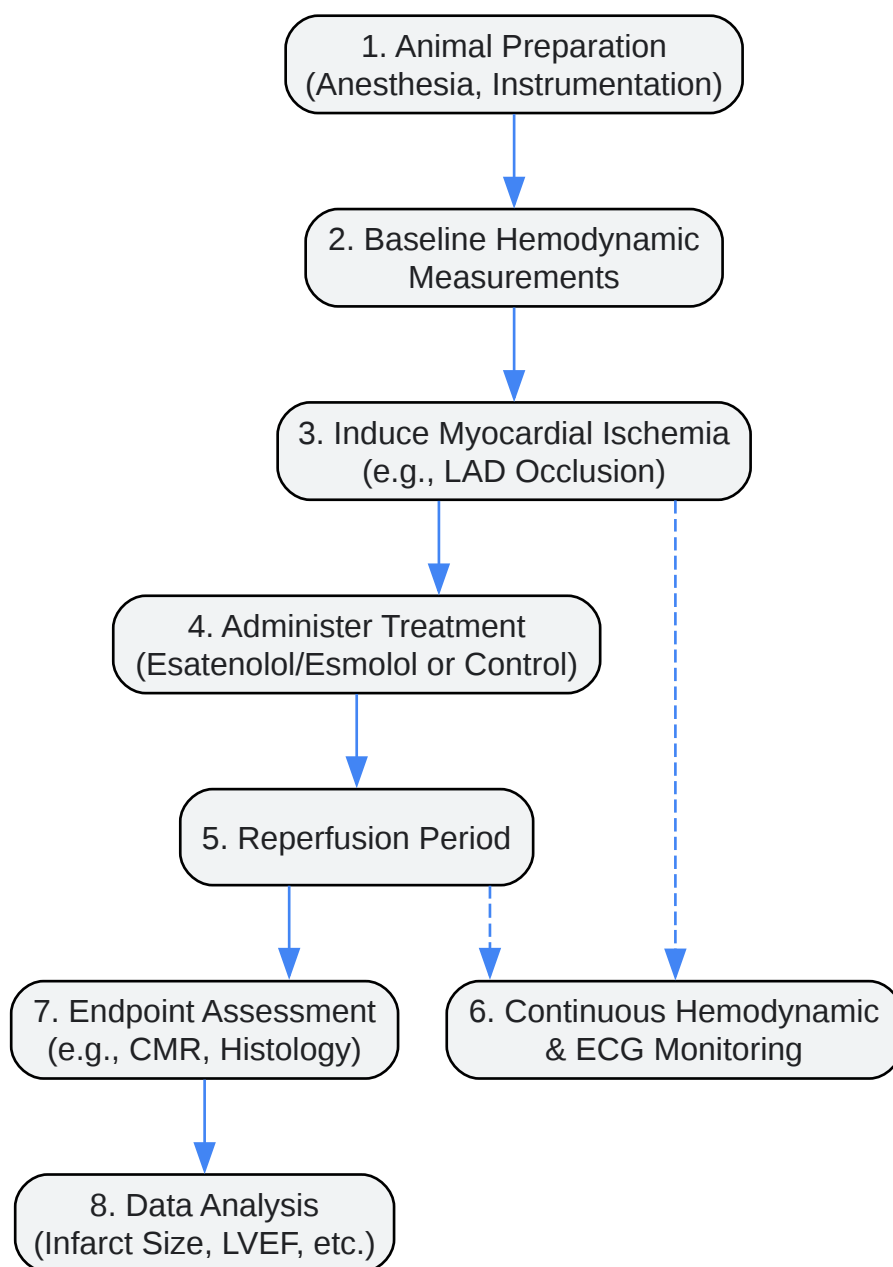 1. Animal Preparation
(Anesthesia, Instrumentation)
2. Baseline Hemodynamic
Measurements
3. Induce Myocardial Ischemia
(e.g., LAD Occlusion)
4. Administer Treatment
(Esatenolol/Esmolol or Control)
5. Reperfusion Period
7. Endpoint Assessment
(e.g., CMR, Histology)
6. Continuous Hemodynamic
& ECG Monitoring
8. Data Analysis
(Infarct Size, LVEF, etc.)